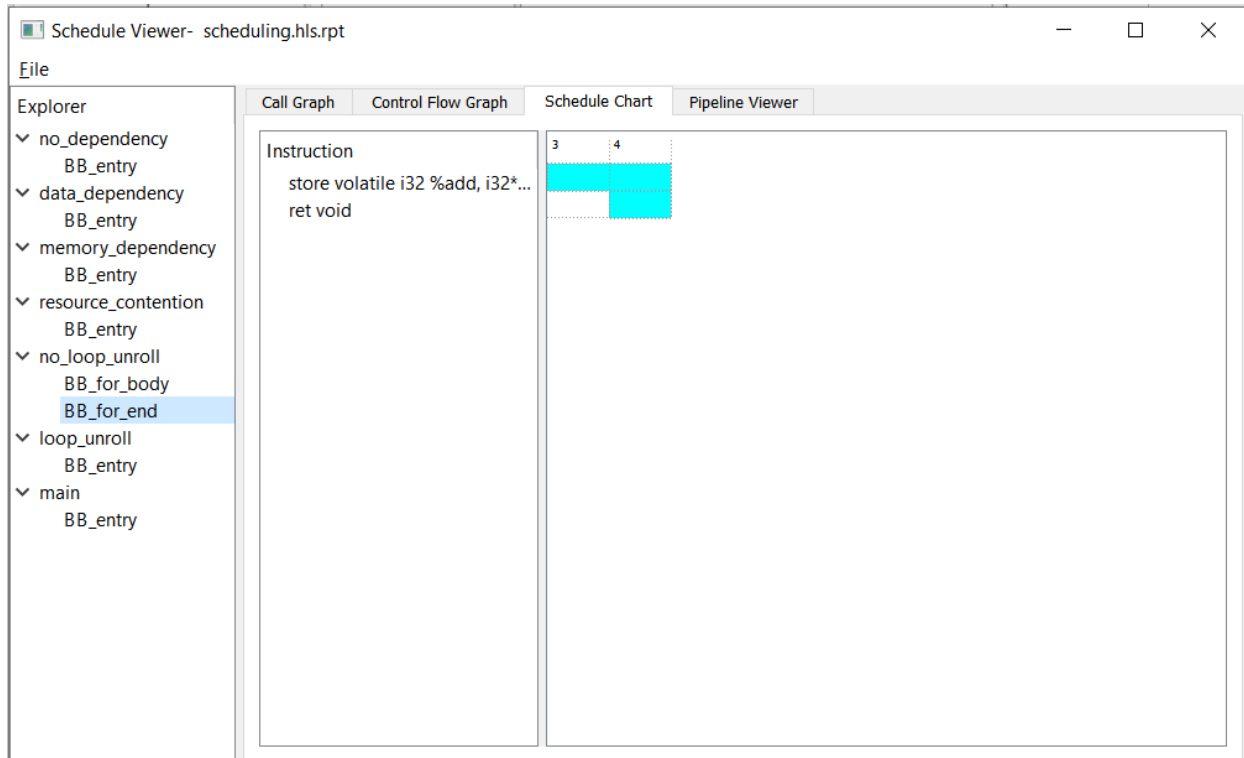 Schedule Viewer- scheduling.hls.rpt
File
Explorer
no_dependency
BB_entry
data_dependency
BB_entry
memory_dependency
BB_entry
resource_contention
BB_entry
no_loop_unroll
BB_for_body
BB_for_end
loop_unroll
BB_entry
main
BB_entry
Call Graph Control Flow Graph Schedule Chart Pipeline Viewer
Instruction
store volatile i32 %add, i32*...
ret void
3 4